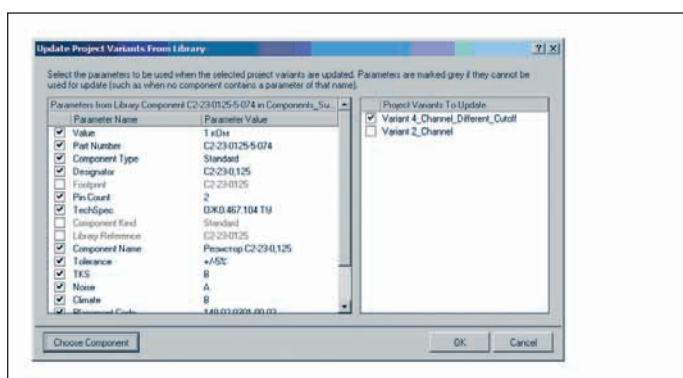 Update Project Variants From Library
Select the parameters to be used when the selected project variants are updated. Parameters are marked grey if they cannot be
used for update (such as when no component contains a parameter of that name).
Parameters from Library Component C2-23-0125-5-074 in Components_Su...
Parameter Name Parameter Value
Value 1 кОм
Part Number C2-23-0125-5-074
Component Type Standard
Designator C2-23-0,125
Footprint C2-23-0125
Pin Count 2
TechSpec ОЖ0.467.104 ТУ
Component Kind Standard
Library Reference C2-23-0125
Component Name Резистор C2-23-0,125
Tolerance +/-5%
TKS В
Noise A
Climate В
Project Variants To Update
Variant 4_Channel_Different_Cutoff
Variant 2_Channel
Choose Component
OK
Cancel